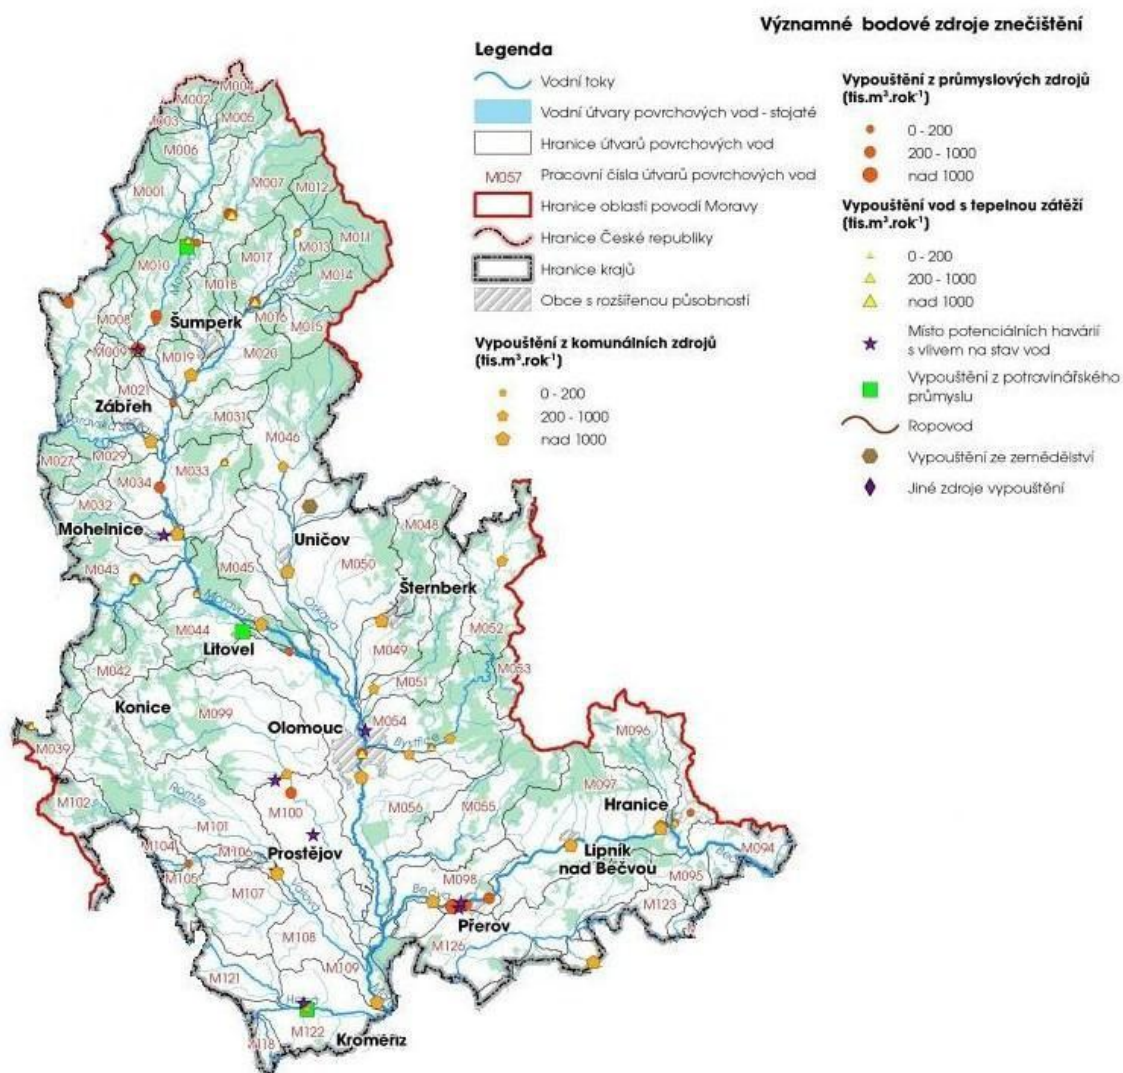 Významné bodové zdroje znečištění
Legenda
Vodní toky
Vodní útvary povrchových vod - stojaté
Hranice útvarů povrchových vod
M057 Pracovní čísla útvarů povrchových vod
Hranice oblasti povodí Moravy
Hranice České republiky
Hranice krajů
Obce s rozšířenou působností
Vypouštění z komunálních zdrojů
(tis.m³.rok⁻¹)
0 - 200
200 - 1000
nad 1000
Vypouštění z průmyslových zdrojů
(tis.m³.rok⁻¹)
0 - 200
200 - 1000
nad 1000
Vypouštění vod s tepelnou zátěží
(tis.m³.rok⁻¹)
0 - 200
200 - 1000
nad 1000
Místo potenciálních havárií
s vlivem na stav vod
Vypouštění z potravinářského
průmyslu
Ropovod
Vypouštění ze zemědělství
Jiné zdroje vypouštění
M004
M002
M005
M003
M006
M001
M007
M012
M011
M013
M017
M010
M014
M018
M016
M008
Šumperk
M015
M009
M019
M020
M021
Zábřeh
M031
M046
M027
M029
M033
M034
M032
Mohelnice
Uničov
M048
M043
M045
M050
Šternberk
Oskava
Morava
M044
M052
Litovel
M049
M053
M042
M051
Konice
M099
Olomouc
M054
Bystřice
M039
M096
Romže
M097
M102
M100
M056
M055
Hranice
M101
M104
M106
Prostějov
Lipník
nad Bečvou
M094
M105
M107
M098
Bečva
M095
M123
Přerov
M108
M126
M109
M121
M122
Kroměříz
M118